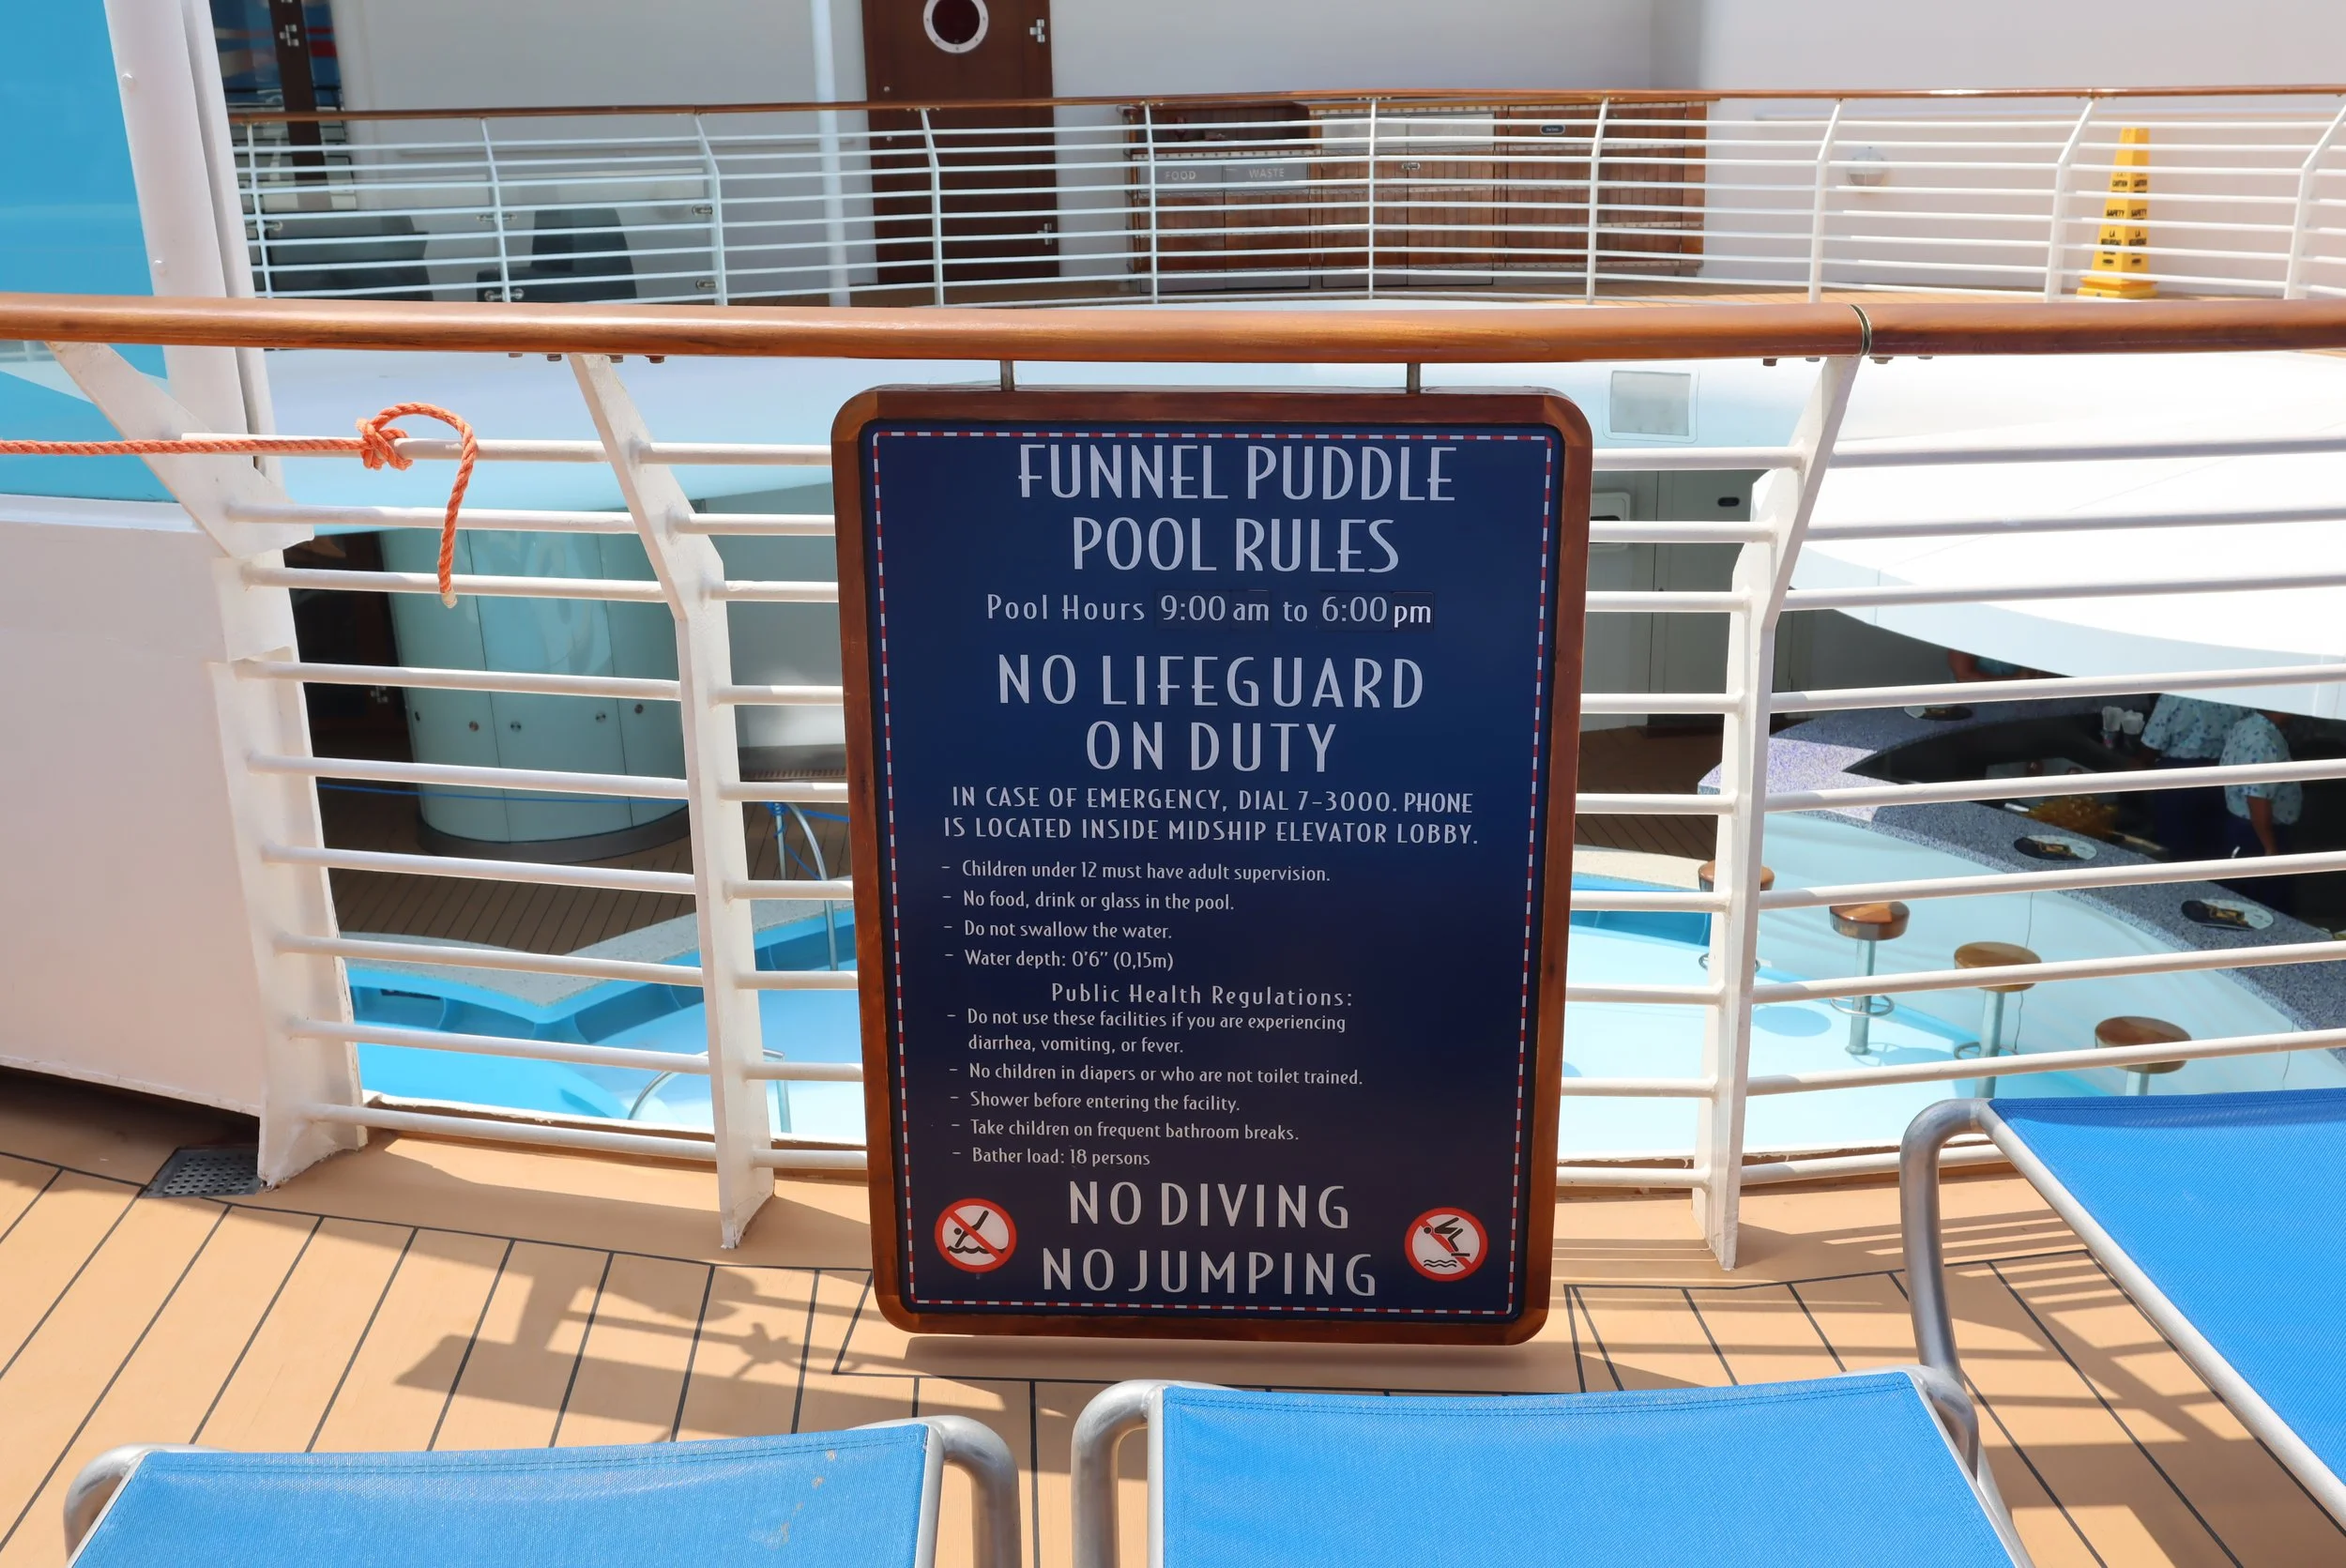 FOOD WASTE
CAUTION CAUTION
SAFETY SAFETY
FUNNEL PUDDLE
POOL RULES
Pool Hours 9:00 am to 6:00 pm
NO LIFEGUARD
ON DUTY
IN CASE OF EMERGENCY, DIAL 7-3000. PHONE
IS LOCATED INSIDE MIDSHIP ELEVATOR LOBBY.
- Children under 12 must have adult supervision.
- No food, drink or glass in the pool.
- Do not swallow the water.
- Water depth: 0'6" (0,15m)
Public Health Regulations:
- Do not use these facilities if you are experiencing
diarrhea, vomiting, or fever.
- No children in diapers or who are not toilet trained.
- Shower before entering the facility.
- Take children on frequent bathroom breaks.
- Bather load: 18 persons
NO DIVING
NO JUMPING